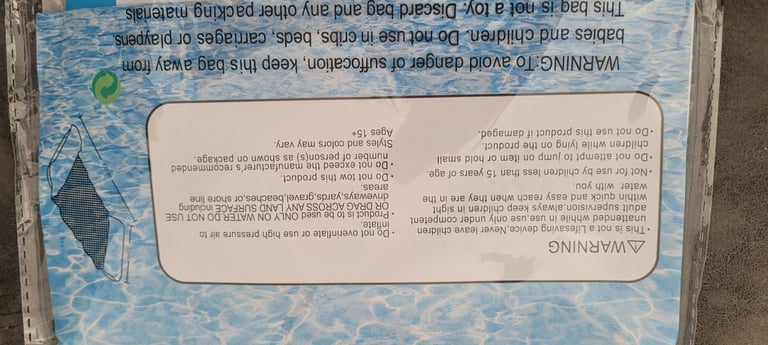 ⚠WARNING
•This is not a Lifesaving device,Never leave children
unattended while in use,use only under competent
adult supervision,always keep children in sight
within quick and easy reach when they are in the
water with you.
•Not for use by children less than 15 years of age.
•Do not attempt to jump on item or hold small
children while lying on the product.
•Do not use this product if damaged.
•Do not overinflate or use high pressure air to
inflate.
•Product is to be used ONLY ON WATER.DO NOT USE
OR DRAG ACROSS ANY LAND SURFACE including
driveways,yards,gravel,beaches,or shore line
areas.
•Do not tow this product.
•Do not exceed the manufacturer's recommended
number of person(s) as shown on package.
Styles and colors may vary.
Ages 15+
WARNING:To avoid danger of suffocation, keep this bag away from
babies and children. Do not use in cribs, beds, carriages or playpens
This bag is not a toy. Discard bag and any other packing materials